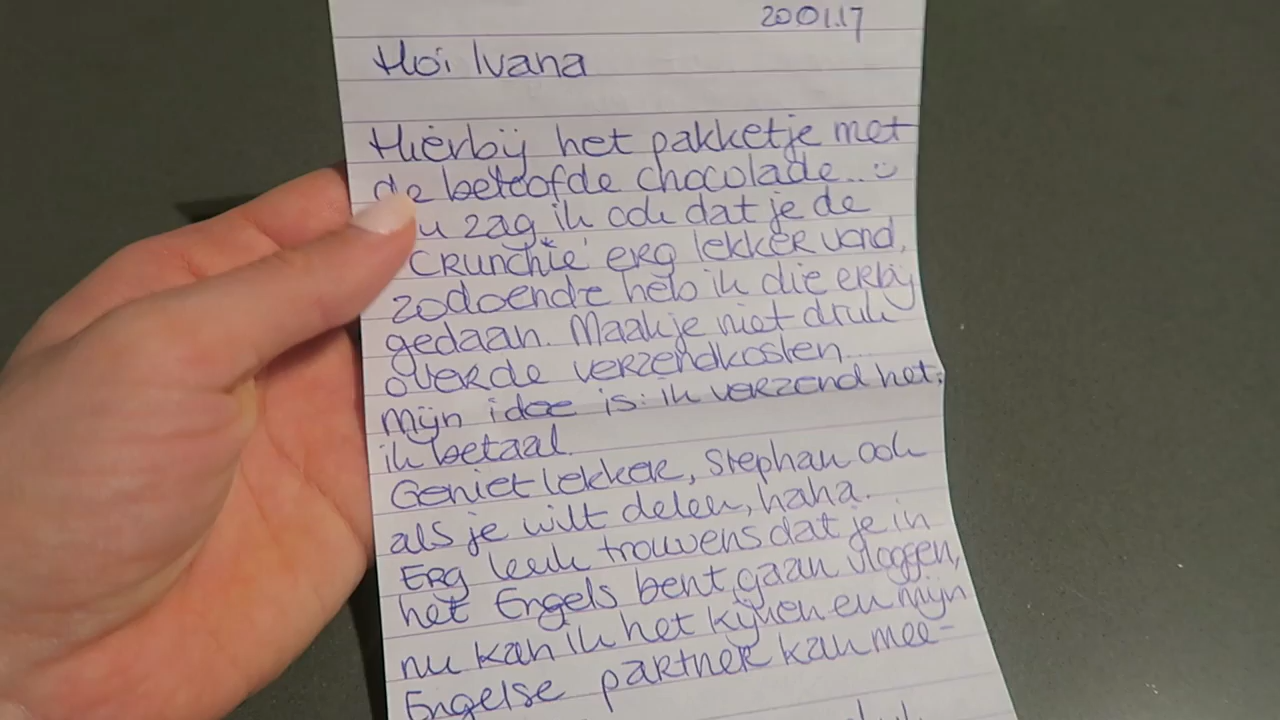 20.01.17
Hoi Ivana
Hierbij het pakketje met
de beloofde chocolade..
zag ik ook dat je de
'Crunchie' erg lekker vond,
zodoende heb ik die erbij
gedaan. Maak je niet druk
over de verzendkosten...
Mijn idee is: ik verzend het;
ik betaal.
Geniet lekker, Stephan ook
als je wilt delen, haha.
Erg leuk trouwens dat je in
het Engels bent gaan vloggen,
nu kan ik het kijken en mijn
Engelse partner kan mee-